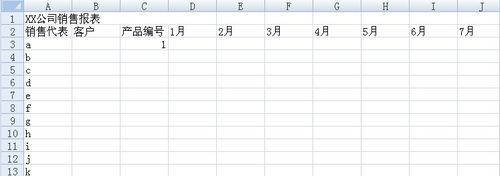 A B C D E F G H I J
1 XX公司销售报表
2 销售代表 客户 产品编号 1月 2月 3月 4月 5月 6月 7月
3 a 1
4 b
5 c
6 d
7 e
8 f
9 g
10 h
11 i
12 j
13 k